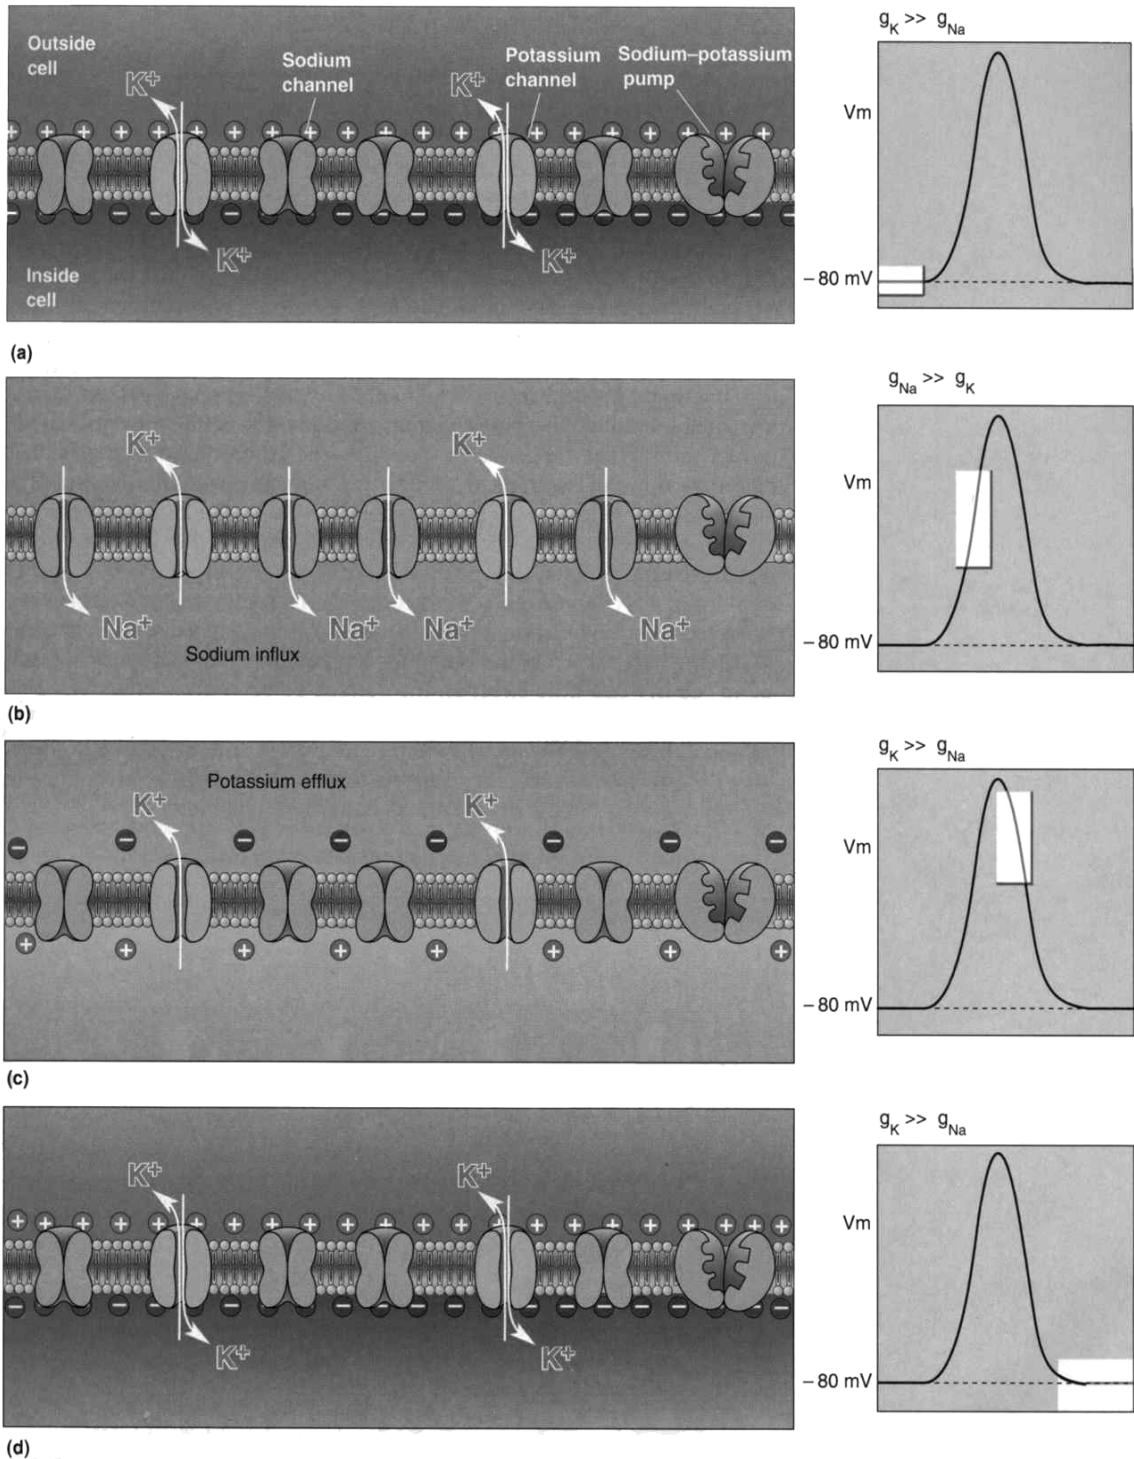 Outside
cell
Sodium
channel
Potassium
channel
Sodium–potassium
pump
K+
K+
K+
K+
Inside
cell
gK >> gNa
Vm
–80 mV
(a)
K+
K+
Na+
Na+
Na+
Na+
Sodium influx
gNa >> gK
Vm
–80 mV
(b)
Potassium efflux
K+
K+
gK >> gNa
Vm
–80 mV
(c)
K+
K+
K+
K+
gK >> gNa
Vm
–80 mV
(d)